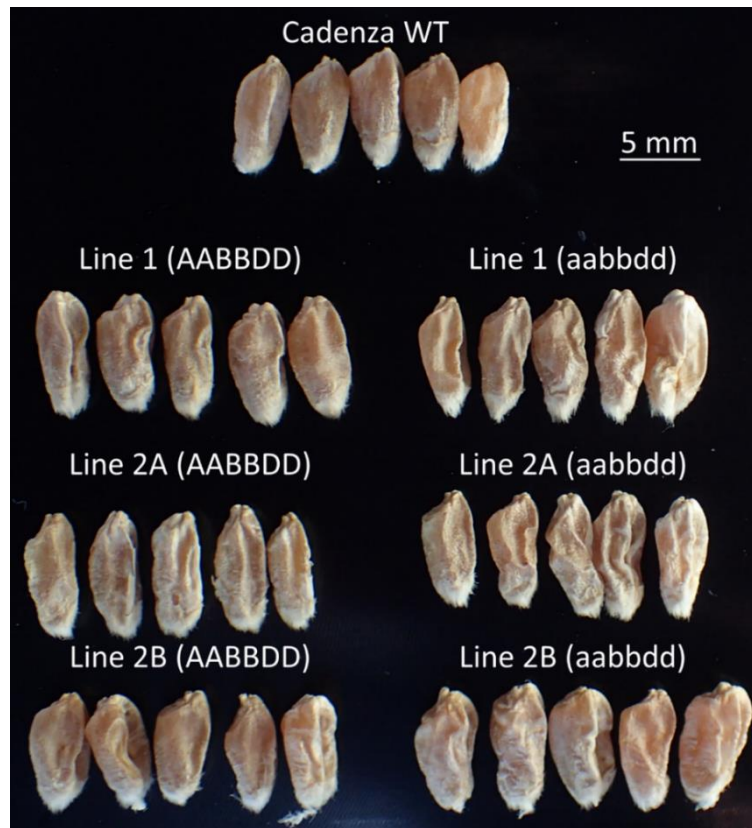 Cadenza WT
5 mm
Line 1 (AABBDD)
Line 1 (aabbdd)
Line 2A (AABBDD)
Line 2A (aabbdd)
Line 2B (AABBDD)
Line 2B (aabbdd)